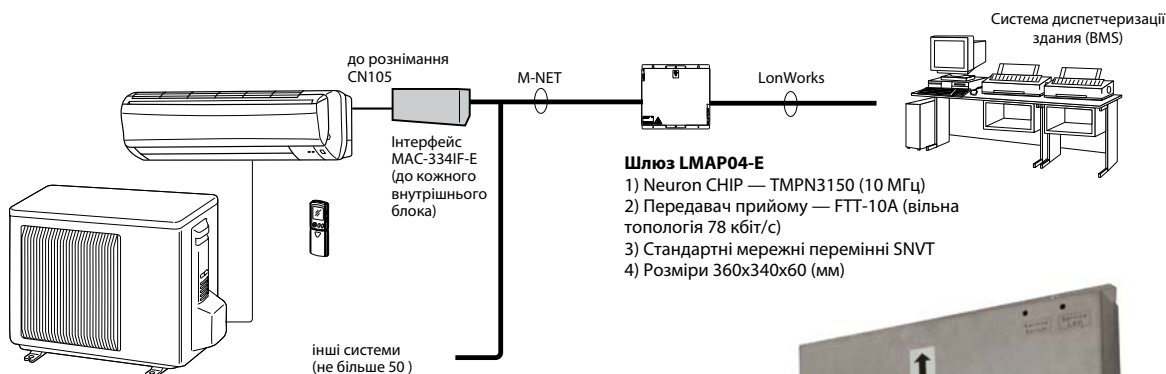 Система диспетчеризації
здания (BMS)
до рознімання
CN105
M-NET
LonWorks
Інтерфейс
MAC-334IF-E
(до кожного
внутрішнього
блока)
Шлюз LMAP04-E
1) Neuron CHIP — TMPN3150 (10 МГц)
2) Передавач прийому — FTT-10A (вільна
топологія 78 кбіт/с)
3) Стандартні мережні перемінні SNVT
4) Розміри 360x340x60 (мм)
інші системи
(не більше 50 )